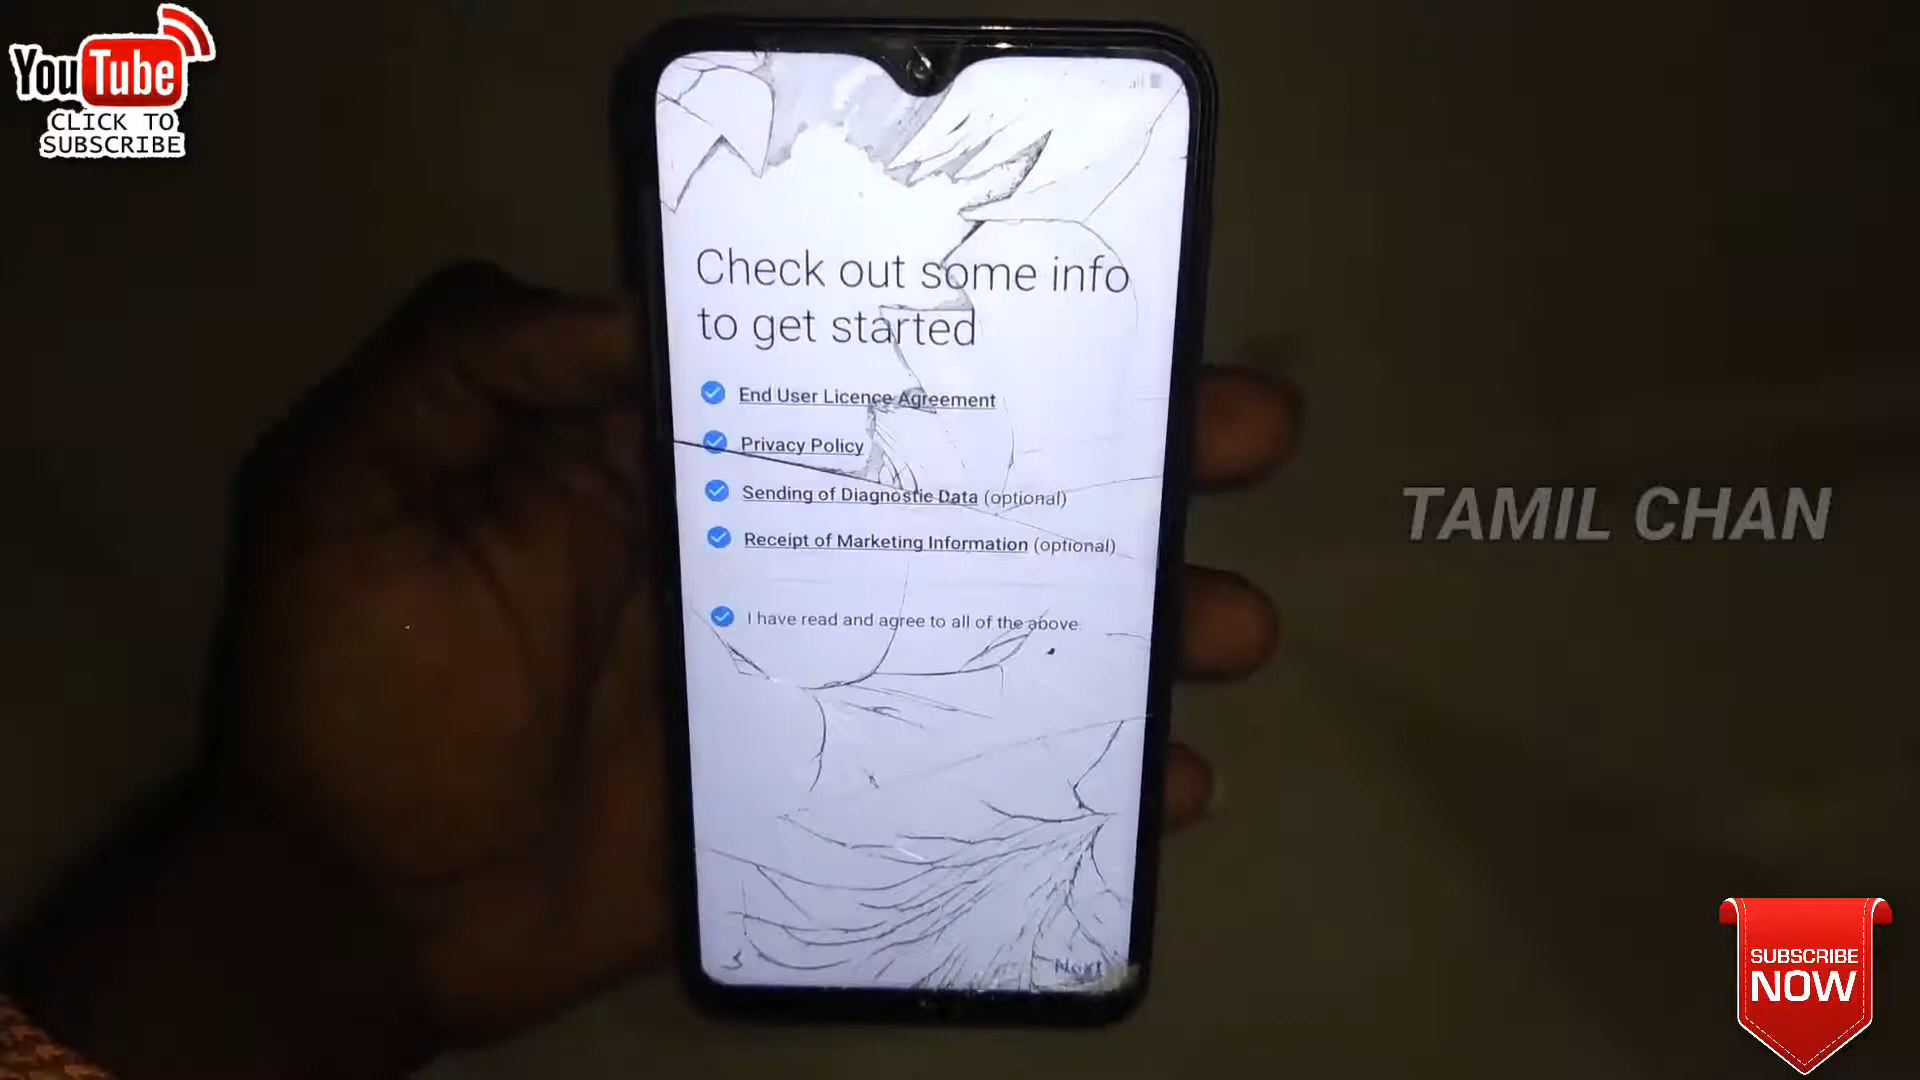 YouTube
CLICK TO
SUBSCRIBE
Check out some info
to get started
End User Licence Agreement
Privacy Policy
Sending of Diagnostic Data (optional)
Receipt of Marketing Information (optional)
I have read and agree to all of the above.
TAMIL CHAN
Next
SUBSCRIBE
NOW